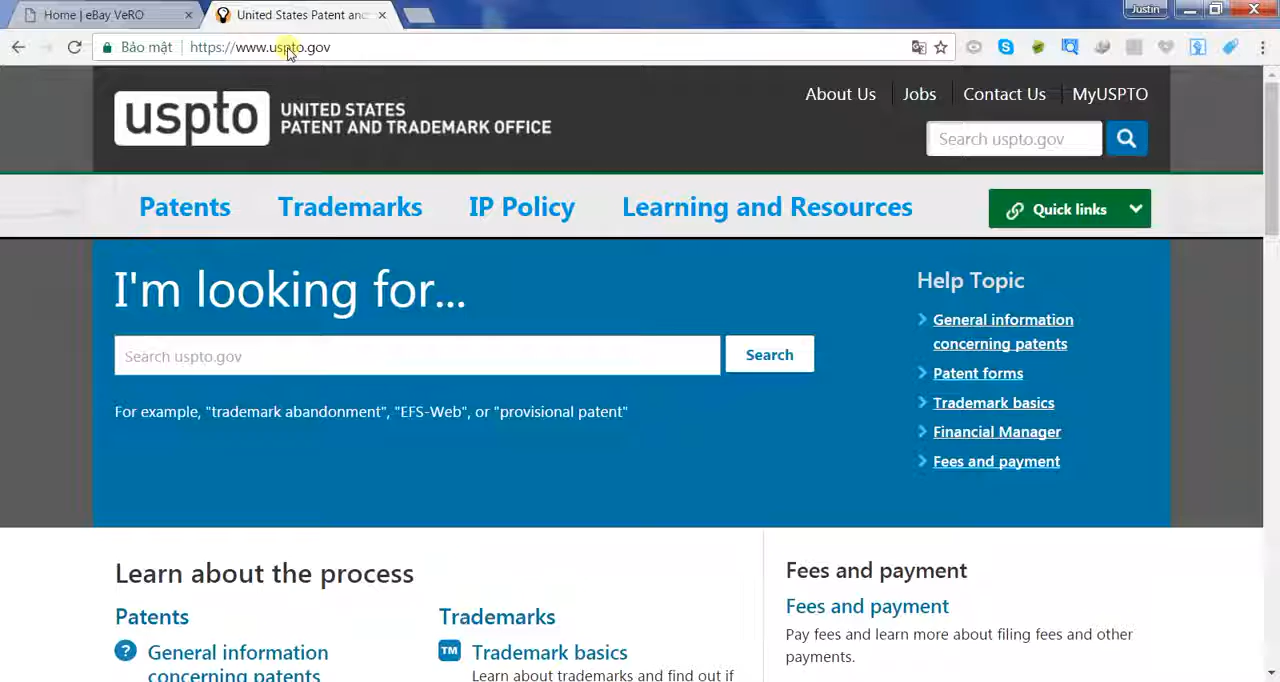 Home | eBay VeRO
United States Patent and
Justin
Bảo mật
https://www.uspto.gov
uspto
UNITED STATES
PATENT AND TRADEMARK OFFICE
About Us
Jobs
Contact Us
MyUSPTO
Search uspto.gov
Patents
Trademarks
IP Policy
Learning and Resources
Quick links
I'm looking for...
Search uspto.gov
Search
For example, "trademark abandonment", "EFS-Web", or "provisional patent"
Help Topic
General information
concerning patents
Patent forms
Trademark basics
Financial Manager
Fees and payment
Learn about the process
Patents
? General information
concerning patents
Trademarks
TM Trademark basics
Learn about trademarks and find out if
Fees and payment
Fees and payment
Pay fees and learn more about filing fees and other
payments.